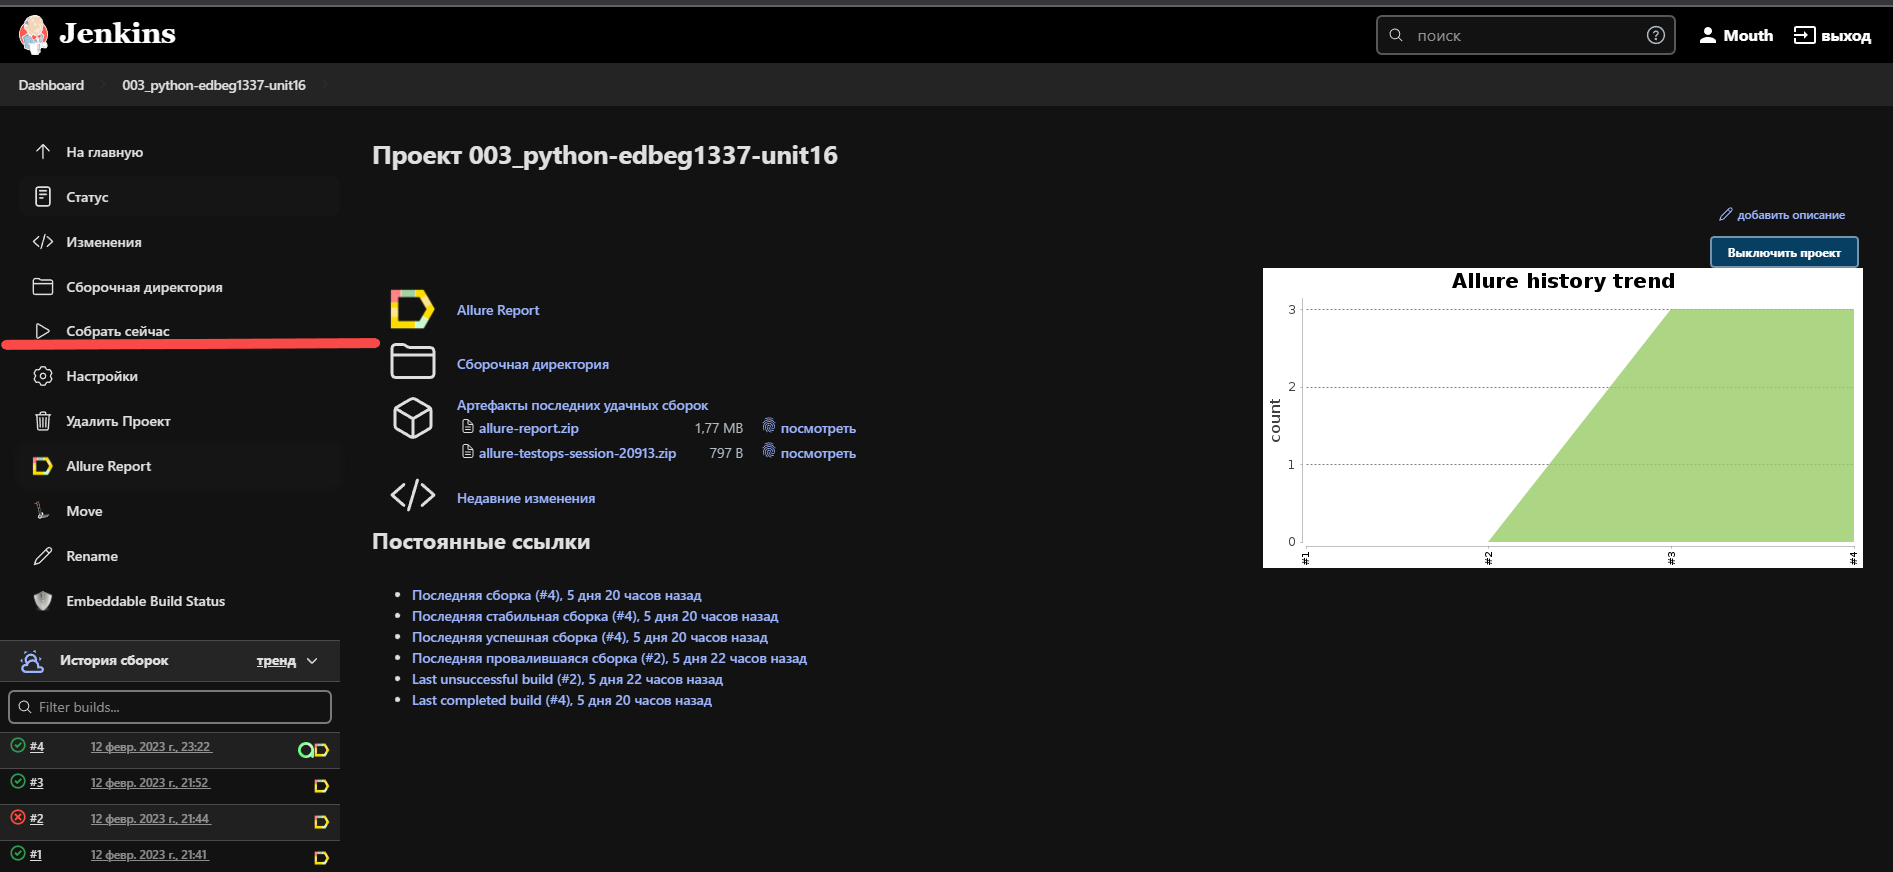 Jenkins
поиск
Mouth
выход
Dashboard
003_python-edbeg1337-unit16
На главную
Статус
Изменения
Сборочная директория
Собрать сейчас
Настройки
Удалить Проект
Allure Report
Move
Rename
Embeddable Build Status
История сборок
тренд
Filter builds...
#4 12 февр. 2023 г., 23:22
#3 12 февр. 2023 г., 21:52
#2 12 февр. 2023 г., 21:44
#1 12 февр. 2023 г., 21:41
Проект 003_python-edbeg1337-unit16
добавить описание
Выключить проект
Allure Report
Сборочная директория
Артефакты последних удачных сборок
allure-report.zip 1,77 MB посмотреть
allure-testops-session-20913.zip 797 B посмотреть
Недавние изменения
Постоянные ссылки
Последняя сборка (#4), 5 дня 20 часов назад
Последняя стабильная сборка (#4), 5 дня 20 часов назад
Последняя успешная сборка (#4), 5 дня 20 часов назад
Последняя провалившаяся сборка (#2), 5 дня 22 часов назад
Last unsuccessful build (#2), 5 дня 22 часов назад
Last completed build (#4), 5 дня 20 часов назад
Allure history trend
count
3
2
1
0
#1
#2
#3
#4